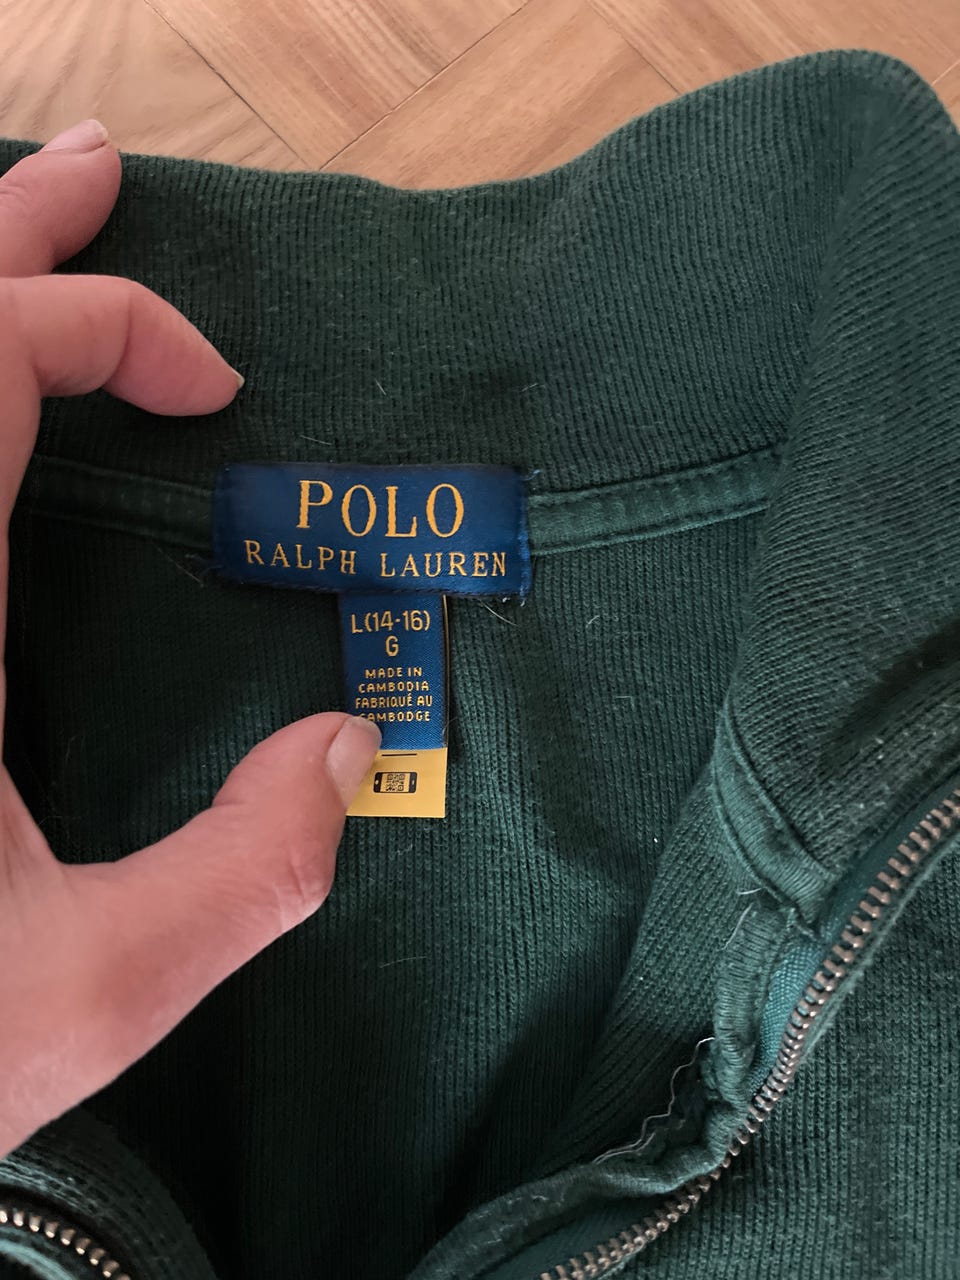 POLO
RALPH LAUREN
L(14-16)
G
MADE IN
CAMBODIA
FABRIQUÉ AU
CAMBODGE